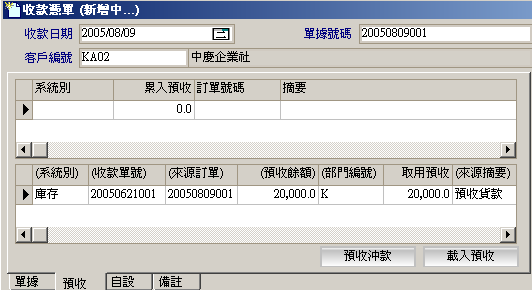 收款憑單 (新增中...)
收款日期 2005/08/09 單據號碼 20050809001
客戶編號 KA02 中慶企業社
系統別 累入預收 訂單號碼 摘要
0.0
(系統別) (收款單號) (來源訂單) (預收餘額) (部門編號) 取用預收 (來源摘要)
庫存 20050621001 20050809001 20,000.0 K 20,000.0 預收貨款
預收沖款 載入預收
單據 預收 自設 備註